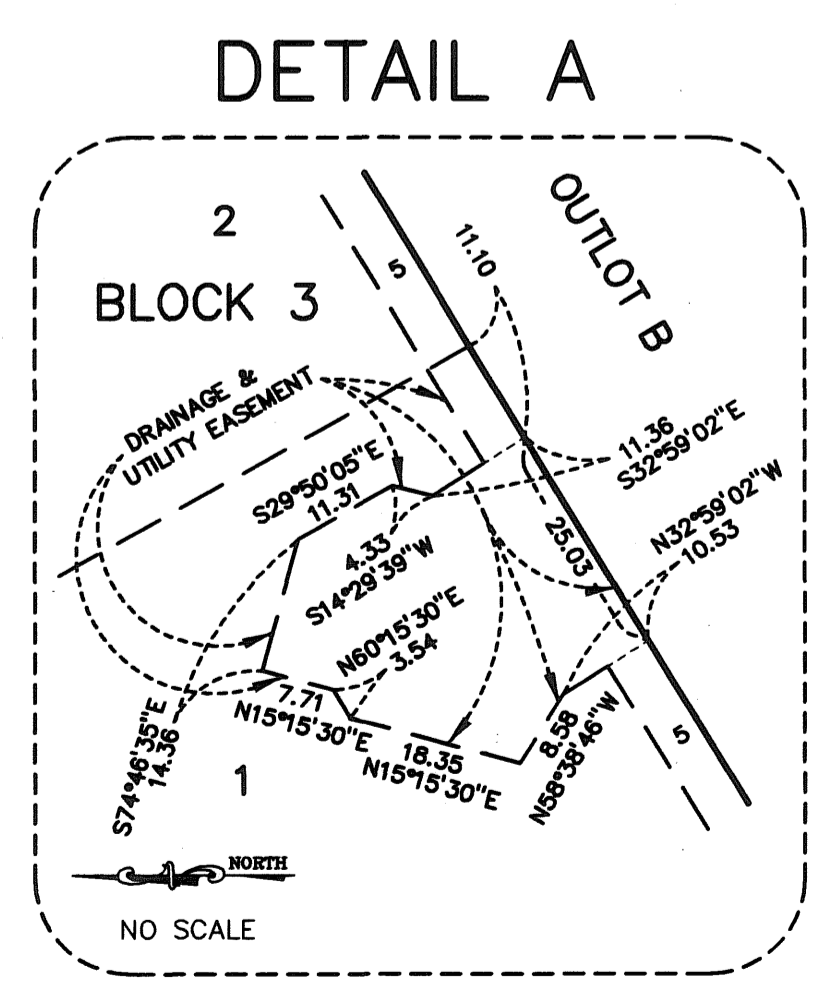 DETAIL A
2
BLOCK 3
OUTLOT B
11.10
5
DRAINAGE &
UTILITY EASEMENT
S29°50'05"E
11.31
11.36
S32°59'02"E
4.33
S14°29'39"W
25.03
N32°59'02"W
10.53
N60°15'30"E
3.54
7.71
N15°15'30"E
18.35
N15°15'30"E
8.58
N58°38'46"W
5
S74°46'35"E
14.36
1
NORTH
NO SCALE